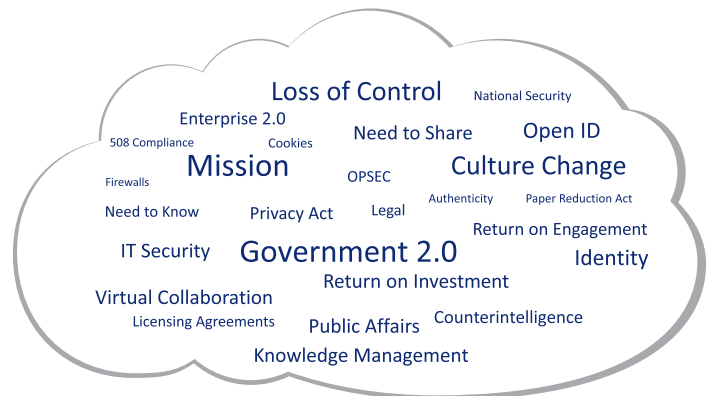 Loss of Control
National Security
Enterprise 2.0
Need to Share
Open ID
508 Compliance
Cookies
Mission
Culture Change
OPSEC
Firewalls
Authenticity
Paper Reduction Act
Need to Know
Privacy Act
Legal
Return on Engagement
IT Security
Government 2.0
Identity
Return on Investment
Virtual Collaboration
Licensing Agreements
Public Affairs
Counterintelligence
Knowledge Management